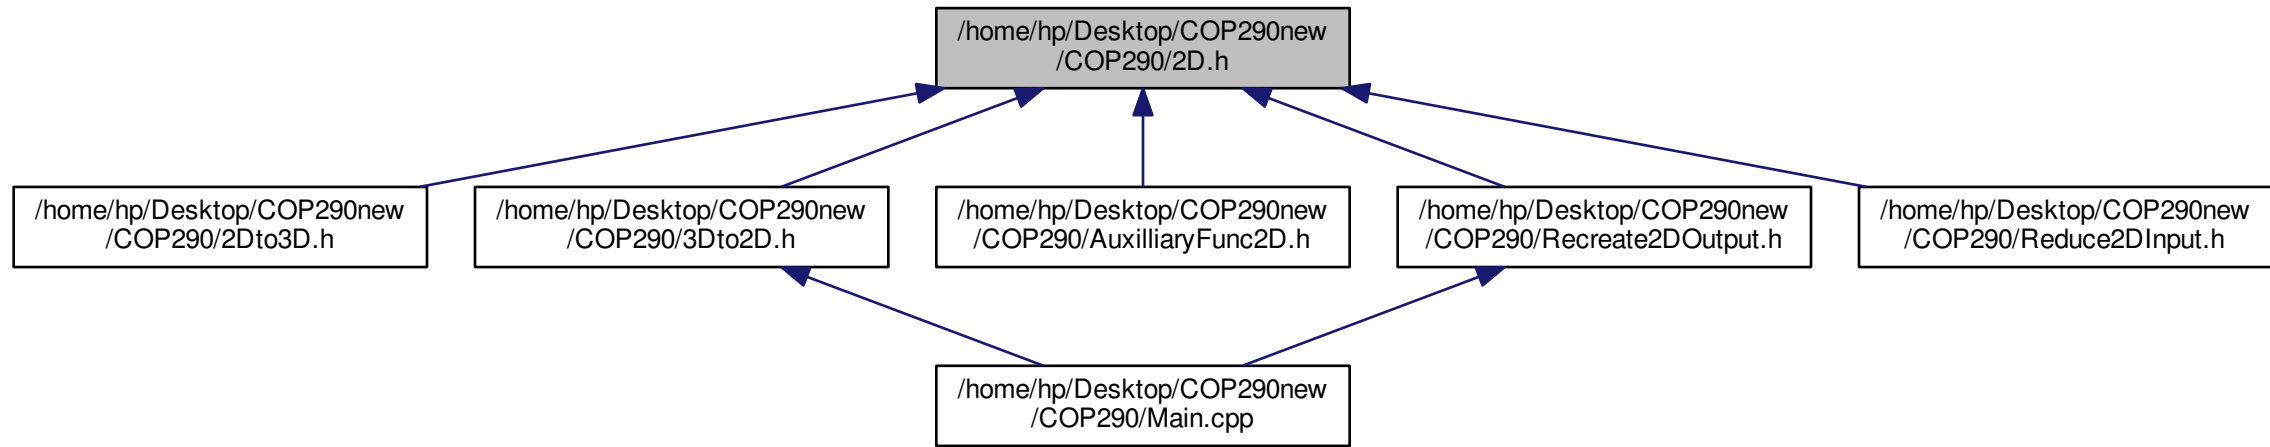 /home/hp/Desktop/COP290new
/COP290/2D.h
/home/hp/Desktop/COP290new
/COP290/2Dto3D.h
/home/hp/Desktop/COP290new
/COP290/3Dto2D.h
/home/hp/Desktop/COP290new
/COP290/AuxilliaryFunc2D.h
/home/hp/Desktop/COP290new
/COP290/Recreate2DOutput.h
/home/hp/Desktop/COP290new
/COP290/Reduce2DInput.h
/home/hp/Desktop/COP290new
/COP290/Main.cpp